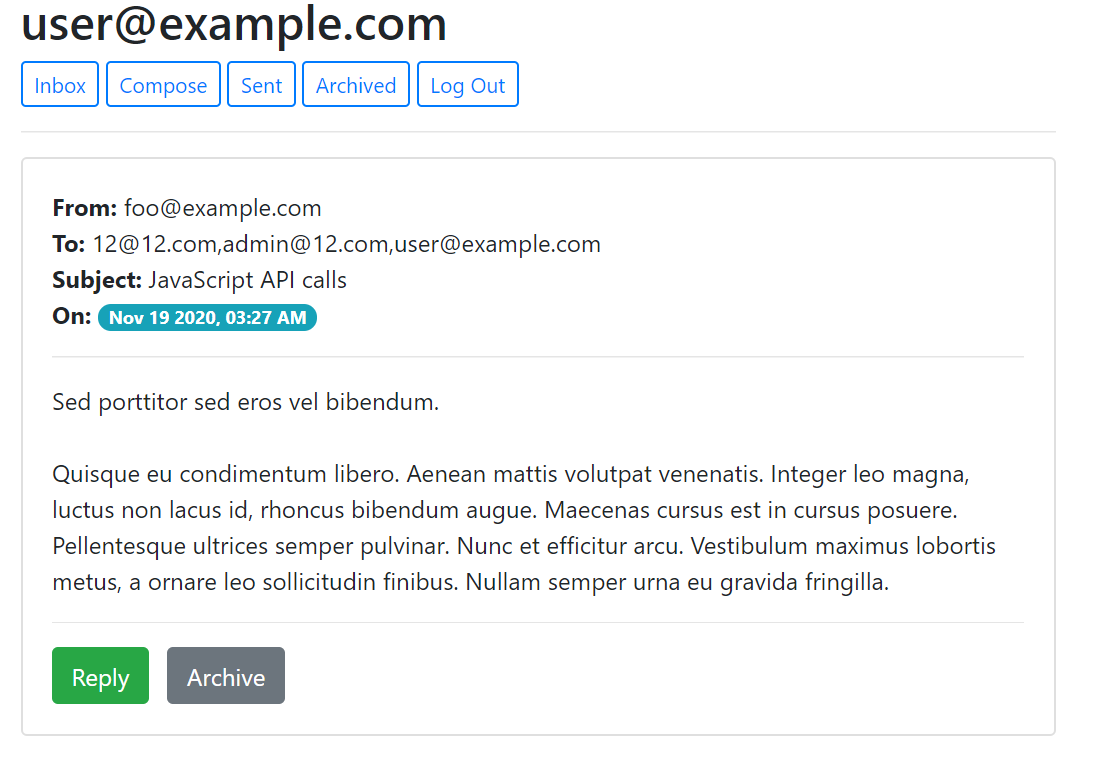 user@example.com
Inbox Compose Sent Archived Log Out
From: foo@example.com
To: 12@12.com,admin@12.com,user@example.com
Subject: JavaScript API calls
On: Nov 19 2020, 03:27 AM
Sed porttitor sed eros vel bibendum.
Quisque eu condimentum libero. Aenean mattis volutpat venenatis. Integer leo magna,
luctus non lacus id, rhoncus bibendum augue. Maecenas cursus est in cursus posuere.
Pellentesque ultrices semper pulvinar. Nunc et efficitur arcu. Vestibulum maximus lobortis
metus, a ornare leo sollicitudin finibus. Nullam semper urna eu gravida fringilla.
Reply Archive